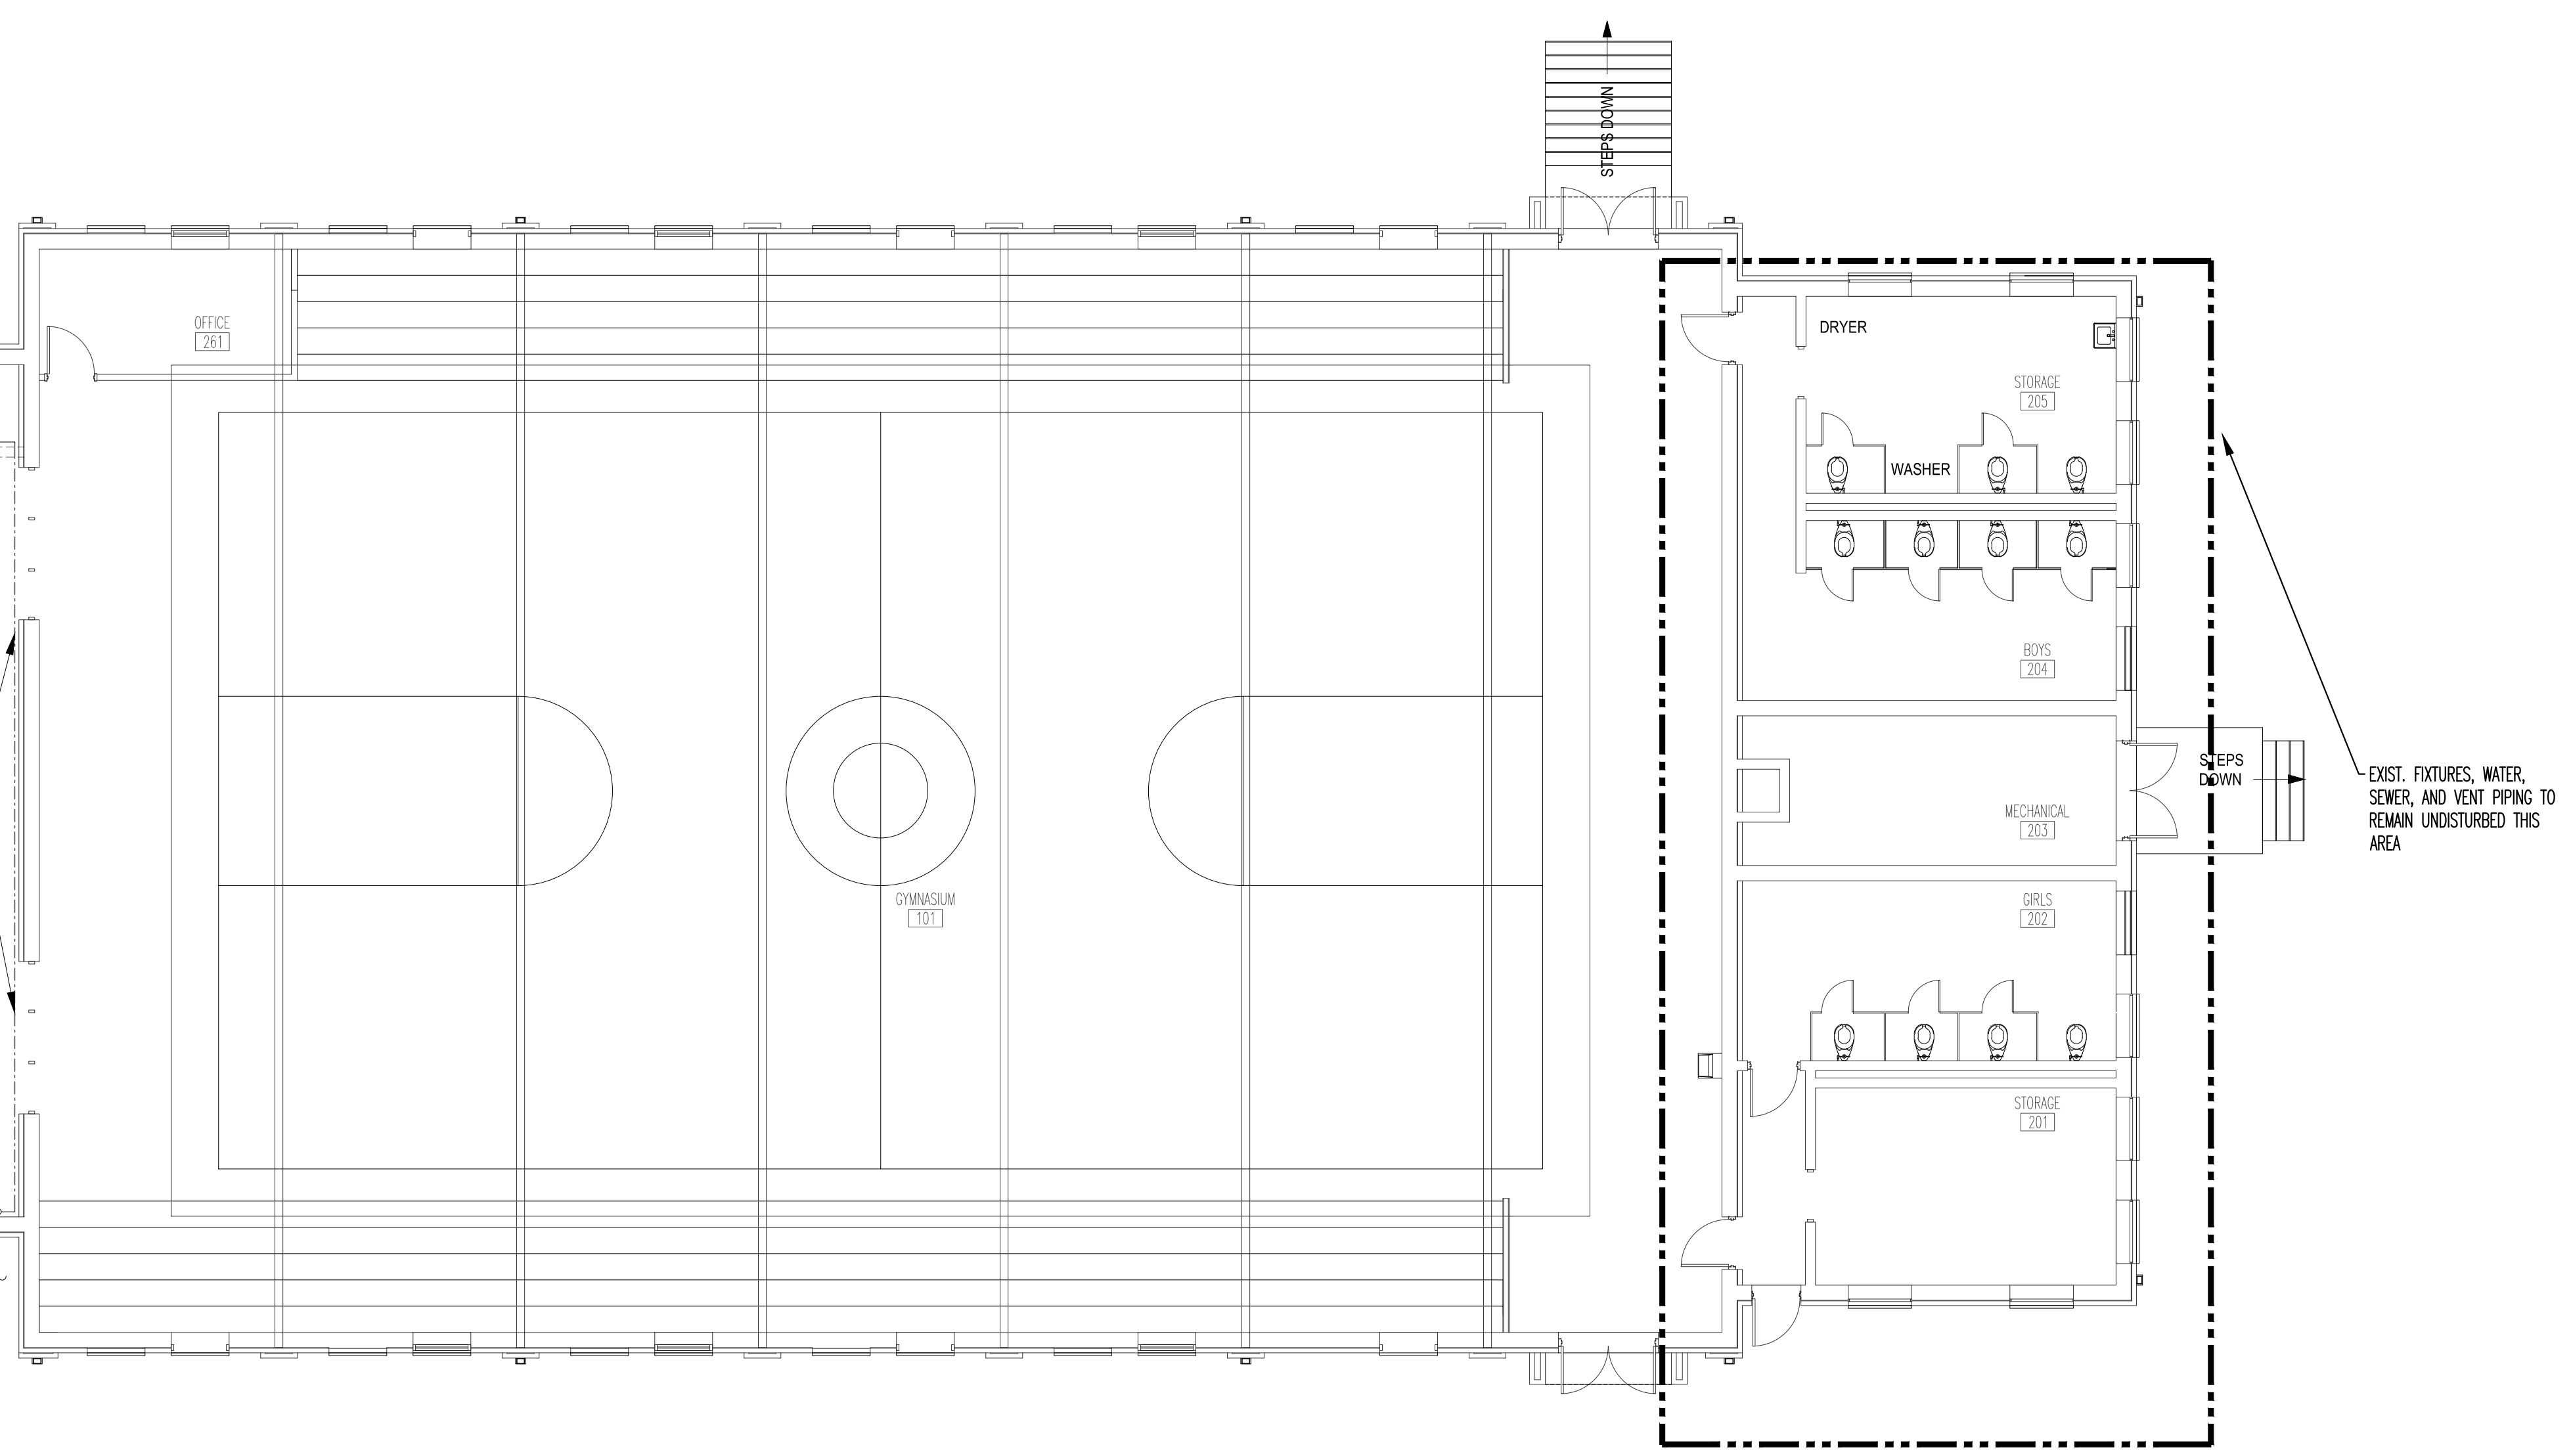 STEPS DOWN
OFFICE
261
DRYER
STORAGE
205
WASHER
BOYS
204
STEPS
DOWN
EXIST. FIXTURES, WATER,
SEWER, AND VENT PIPING TO
REMAIN UNDISTURBED THIS
AREA
MECHANICAL
203
GYMNASIUM
101
GIRLS
202
STORAGE
201